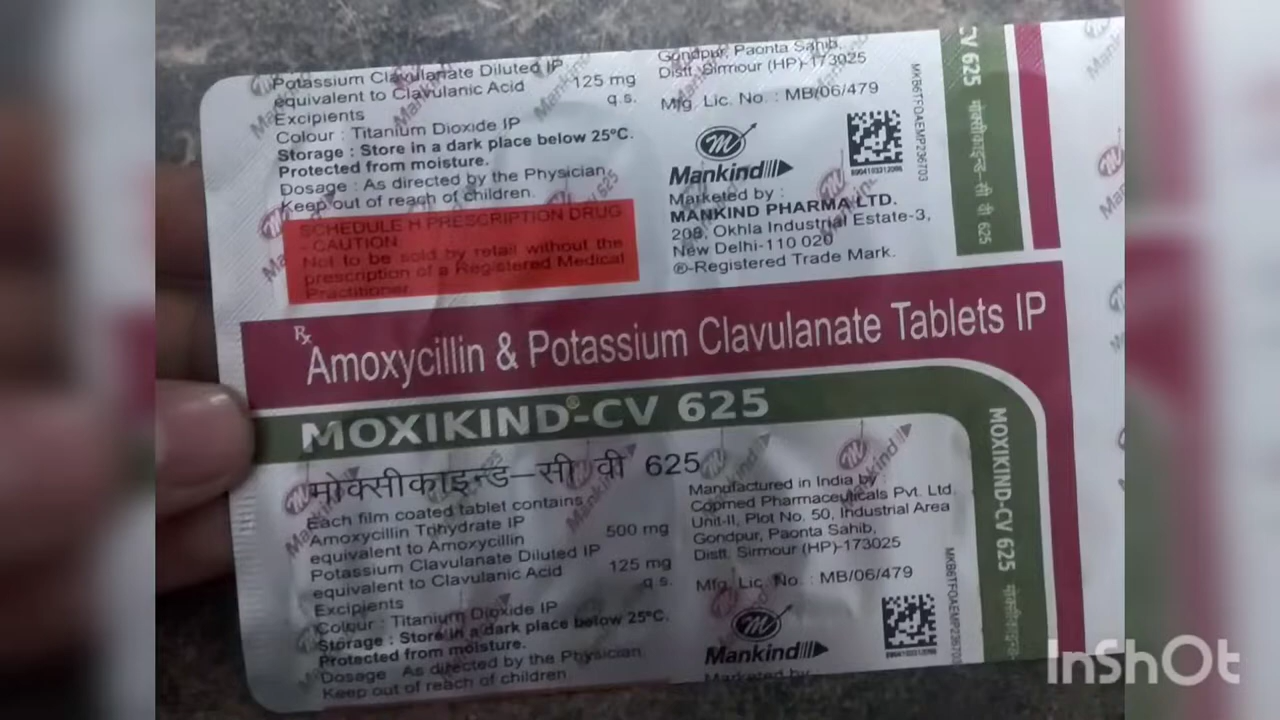 Potassium Clavulanate Diluted IP
equivalent to Clavulanic Acid 125 mg
Excipients q.s.
Colour : Titanium Dioxide IP
Storage : Store in a dark place below 25°C.
Protected from moisture.
Dosage : As directed by the Physician.
Keep out of reach of children.
SCHEDULE H PRESCRIPTION DRUG
- CAUTION
Not to be sold by retail without the
prescription of a Registered Medical
Practitioner.
Gondpur, Paonta Sahib,
Distt. Sirmour (HP)-173025
Mfg. Lic. No. : MB/06/479
Mankind
Marketed by :
MANKIND PHARMA LTD.
208, Okhla Industrial Estate-3,
New Delhi-110 020
®-Registered Trade Mark.
CV 625
Rx
Amoxycillin & Potassium Clavulanate Tablets IP
MOXIKIND®-CV 625
मोक्सीकाइन्ड-सी वी 625
Each film coated tablet contains
Amoxycillin Trihydrate IP
equivalent to Amoxycillin 500 mg
Potassium Clavulanate Diluted IP
equivalent to Clavulanic Acid 125 mg
Excipients q.s.
Colour : Titanium Dioxide IP
Storage : Store in a dark place below 25°C.
Protected from moisture.
Dosage As directed by the Physician.
Keep out of reach of children.
Manufactured in India by
Copmed Pharmaceuticals Pvt. Ltd.
Unit-II, Plot No. 50, Industrial Area
Gondpur, Paonta Sahib,
Distt. Sirmour (HP)-173025
Mfg. Lic. No. : MB/06/479
Mankind
Marketed by
MOXIKIND-CV 625
InShOt